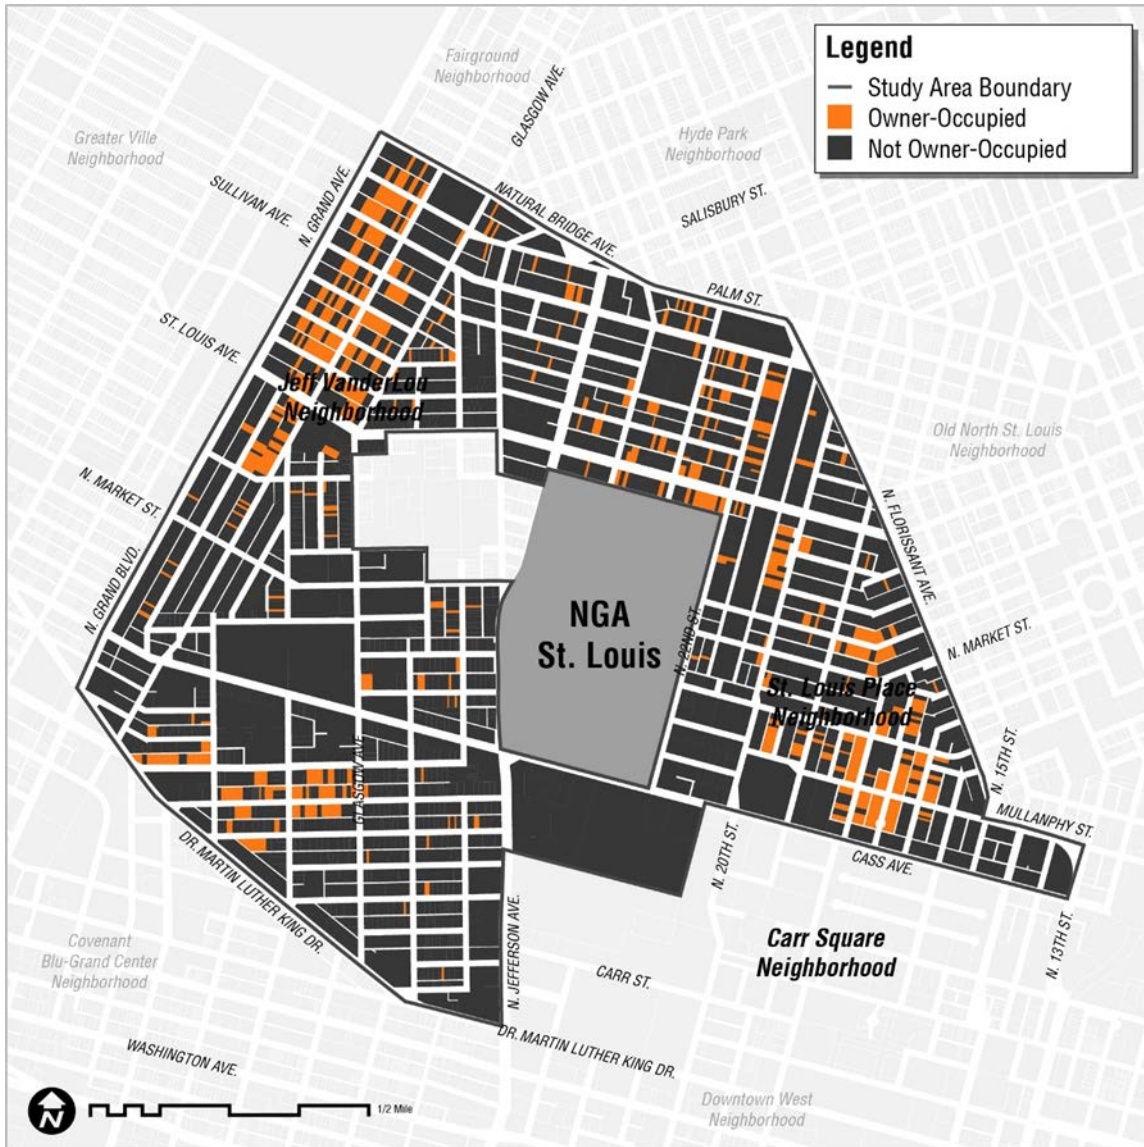 Legend
Study Area Boundary
Owner-Occupied
Not Owner-Occupied
Fairground
Neighborhood
GLASGOW AVE.
Greater Ville
Neighborhood
Hyde Park
Neighborhood
SULLIVAN AVE.
N. GRAND AVE.
NATURAL BRIDGE AVE.
SALISBURY ST.
PALM ST.
ST. LOUIS AVE.
Jeff VanderLou
Neighborhood
Old North St. Louis
Neighborhood
N. MARKET ST.
N. FLORISSANT AVE.
N. GRAND BLVD.
NGA
St. Louis
N. 22ND ST.
N. MARKET ST.
St. Louis Place
Neighborhood
GLASGOW AVE.
N. 15TH ST.
MULLANPHY ST.
DR. MARTIN LUTHER KING DR.
N. 20TH ST.
CASS AVE.
N. JEFFERSON AVE.
Carr Square
Neighborhood
N. 13TH ST.
Covenant
Blu-Grand Center
Neighborhood
CARR ST.
DR. MARTIN LUTHER KING DR.
WASHINGTON AVE.
Downtown West
Neighborhood
N
1/2 Mile